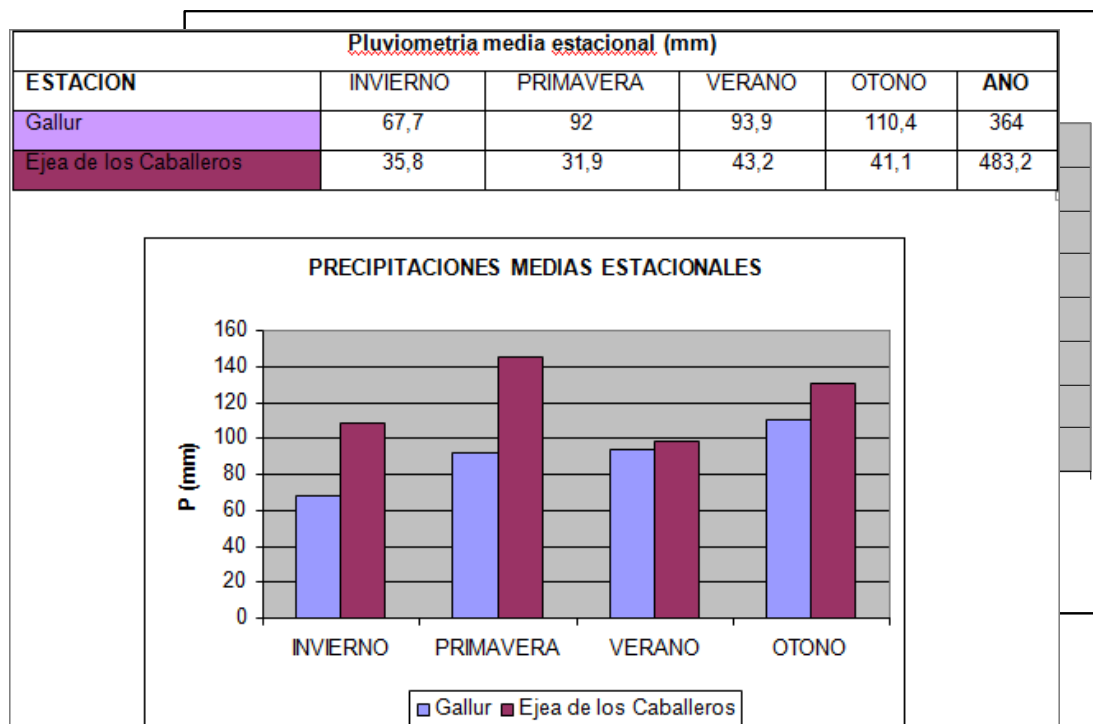 Pluviometria media estacional (mm)
ESTACION INVIERNO PRIMAVERA VERANO OTONO ANO
Gallur 67,7 92 93,9 110,4 364
Ejea de los Caballeros 35,8 31,9 43,2 41,1 483,2
PRECIPITACIONES MEDIAS ESTACIONALES
160
140
120
100
80
60
40
20
0
P (mm)
INVIERNO PRIMAVERA VERANO OTONO
Gallur Ejea de los Caballeros